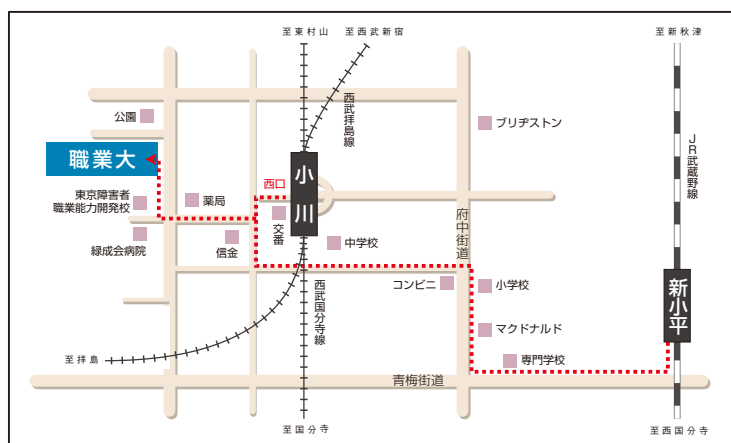 至東村山
至西武新宿
至新秋津
公園
ブリヂストン
西武拝島線
JR武蔵野線
職業大
小川
西口
東京障害者
職業能力開発校
薬局
交番
府中街道
緑成会病院
信金
中学校
コンビニ
小学校
新小平
西武国分寺線
マクドナルド
至拝島
専門学校
青梅街道
至国分寺
至西国分寺